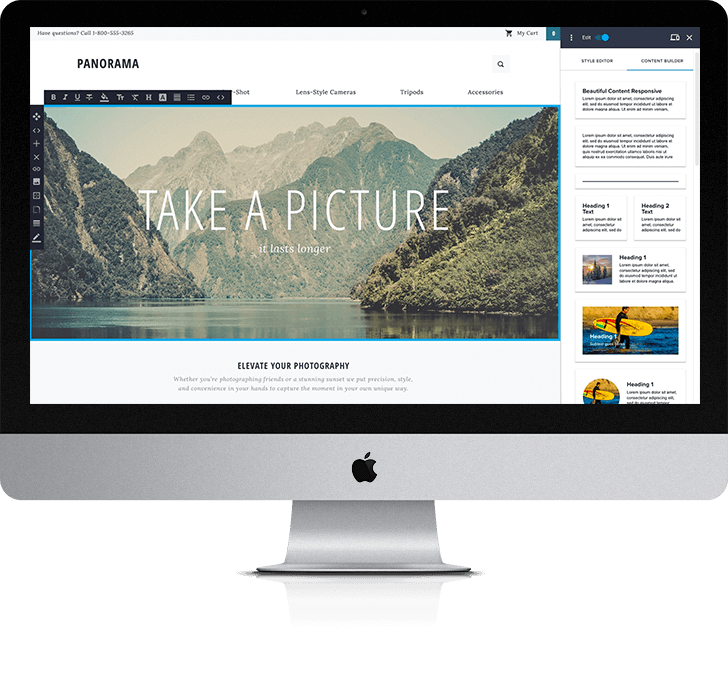 Have questions? Call 1-800-555-3265
My Cart
0
Edit
PANORAMA
STYLE EDITOR
CONTENT BUILDER
-Shot
Lens-Style Cameras
Tripods
Accessories
TAKE A PICTURE
it lasts longer
ELEVATE YOUR PHOTOGRAPHY
Whether you're photographing friends or a stunning sunset we put precision, style,
and convenience in your hands to capture the moment in your own unique way.
Beautiful Content Responsive
Lorem ipsum dolor sit amet, consectetur adipiscing
elit, sed do eiusmod tempor incididunt ut labore et
dolore magna aliqua. Ut enim ad minim veniam,
Lorem ipsum dolor sit amet, consectetur adipiscing
elit, sed do eiusmod tempor incididunt ut labore et
dolore magna aliqua. Ut enim ad minim veniam,
quis nostrud exercitation ullamco laboris nisi ut
aliquip ex ea commodo consequat. Duis aute irure
Heading 1
Text
Lorem ipsum dolor sit
amet, consectetur
adipiscing elit, sed do
Heading 2
Text
Lorem ipsum dolor sit
amet, consectetur
adipiscing elit, sed do
Heading 1
Lorem ipsum dolor sit amet,
consectetur adipiscing elit, sed
do eiusmod tempor incididunt
ut labore et dolore magna aliqua.
Heading 1
Heading 1
Lorem ipsum dolor sit amet,
consectetur adipiscing elit,